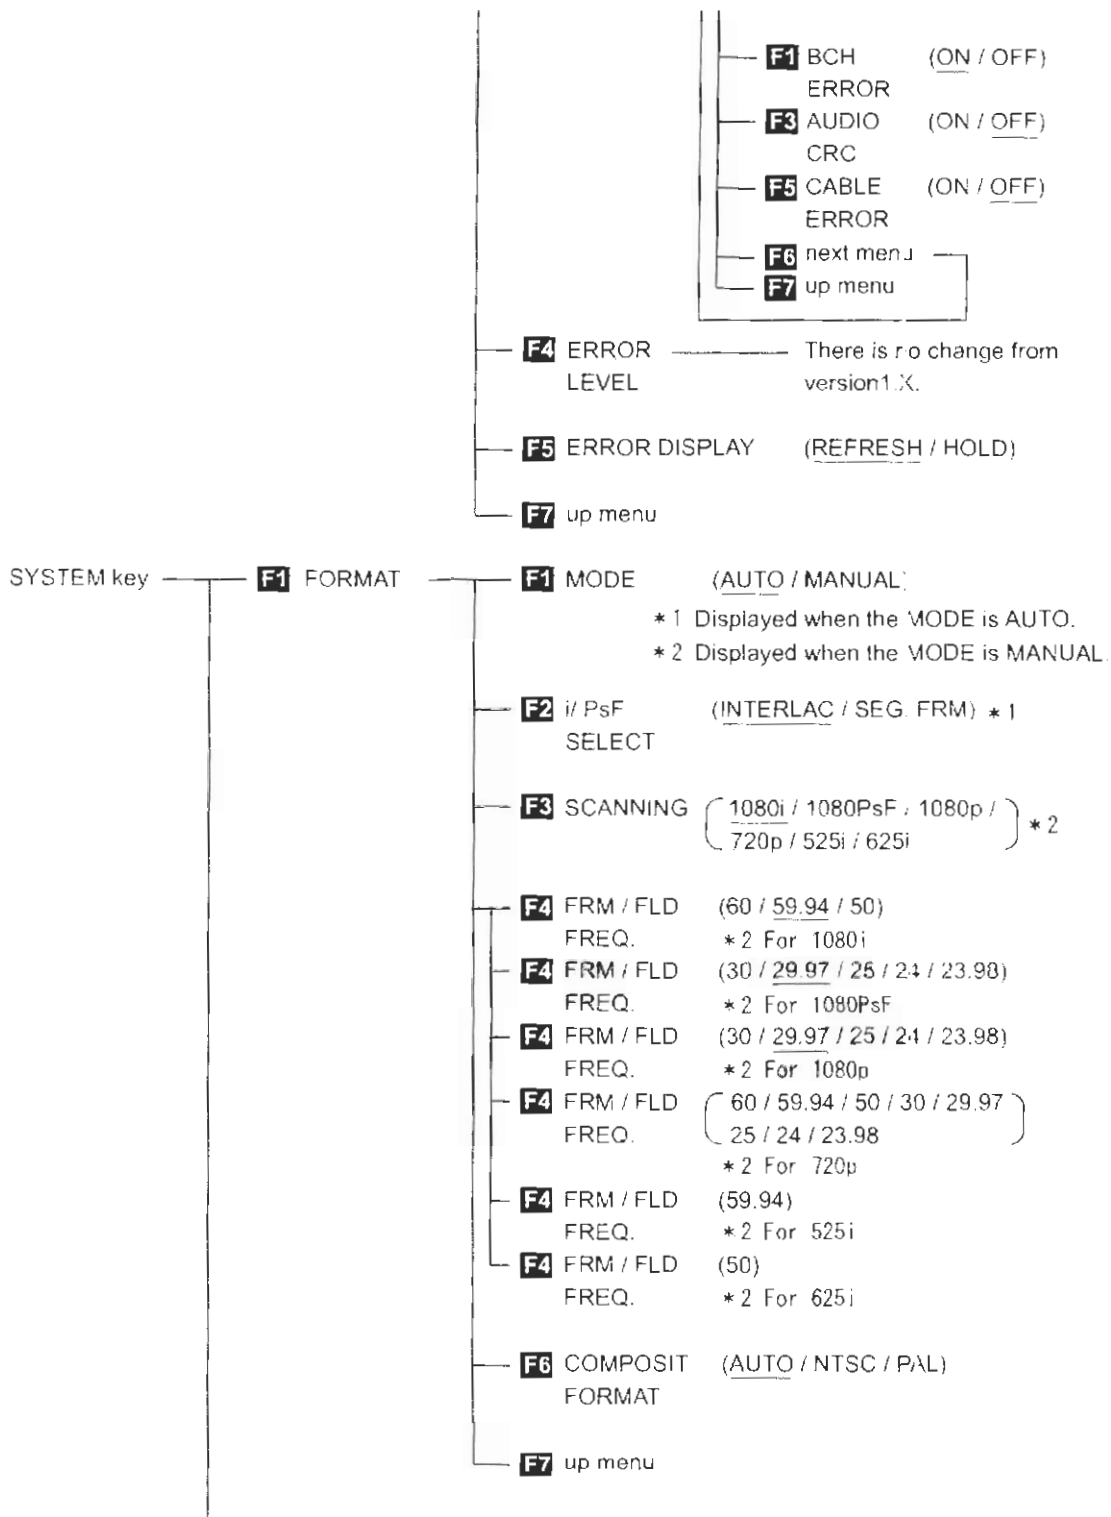 F1 BCH (ON / OFF)
ERROR
F3 AUDIO (ON / OFF)
CRC
F5 CABLE (ON / OFF)
ERROR
F6 next menu
F7 up menu
F4 ERROR There is no change from
LEVEL version1.X.
F5 ERROR DISPLAY (REFRESH / HOLD)
F7 up menu
SYSTEM key F1 FORMAT F1 MODE (AUTO / MANUAL)
*1 Displayed when the MODE is AUTO.
*2 Displayed when the MODE is MANUAL.
F2 i/ PsF (INTERLAC / SEG. FRM) *1
SELECT
F3 SCANNING (1080i / 1080PsF / 1080p /
720p / 525i / 625i) *2
F4 FRM / FLD (60 / 59.94 / 50)
FREQ. *2 For 1080i
F4 FRM / FLD (30 / 29.97 / 25 / 24 / 23.98)
FREQ. *2 For 1080PsF
F4 FRM / FLD (30 / 29.97 / 25 / 24 / 23.98)
FREQ. *2 For 1080p
F4 FRM / FLD (60 / 59.94 / 50 / 30 / 29.97
FREQ. 25 / 24 / 23.98)
*2 For 720p
F4 FRM / FLD (59.94)
FREQ. *2 For 525i
F4 FRM / FLD (50)
FREQ. *2 For 625i
F6 COMPOSIT (AUTO / NTSC / PAL)
FORMAT
F7 up menu